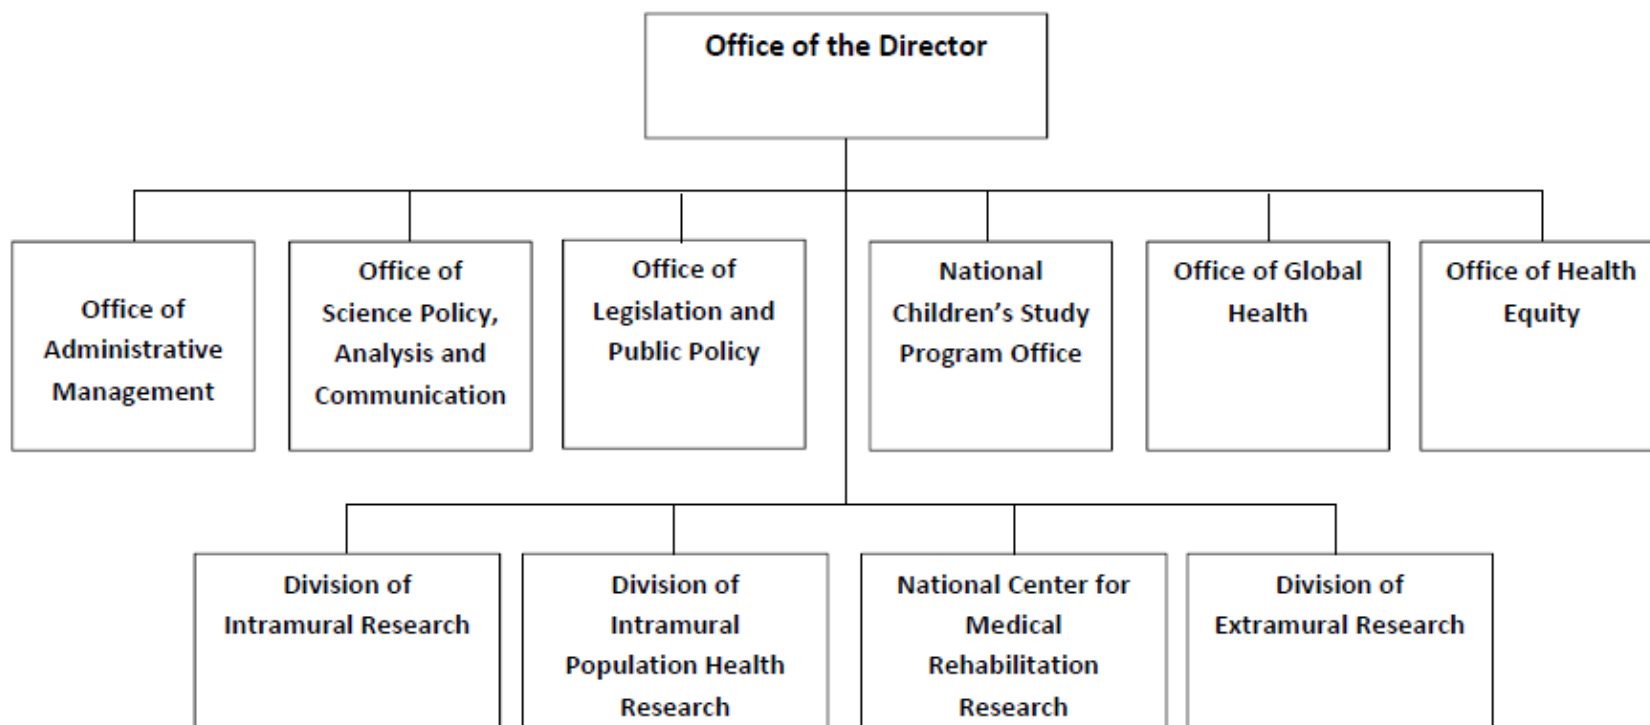 Office of the Director
Office of
Administrative
Management
Office of
Science Policy,
Analysis and
Communication
Office of
Legislation and
Public Policy
National
Children’s Study
Program Office
Office of Global
Health
Office of Health
Equity
Division of
Intramural Research
Division of
Intramural
Population Health
Research
National Center for
Medical
Rehabilitation
Research
Division of
Extramural Research